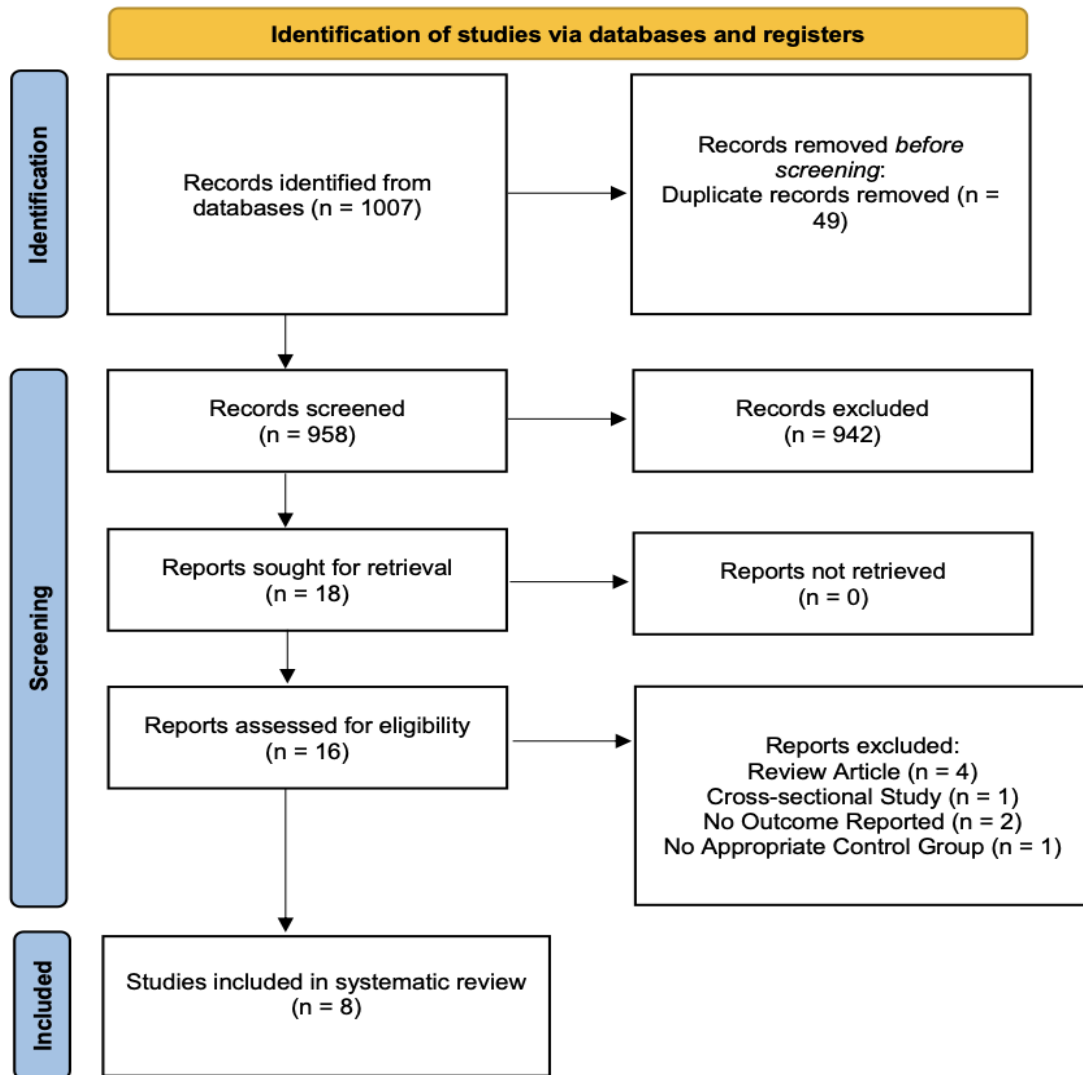 Identification of studies via databases and registers
Identification
Records identified from
databases (n = 1007)
Records removed before
screening:
Duplicate records removed (n =
49)
Screening
Records screened
(n = 958)
Records excluded
(n = 942)
Reports sought for retrieval
(n = 18)
Reports not retrieved
(n = 0)
Reports assessed for eligibility
(n = 16)
Reports excluded:
Review Article (n = 4)
Cross-sectional Study (n = 1)
No Outcome Reported (n = 2)
No Appropriate Control Group (n = 1)
Included
Studies included in systematic review
(n = 8)